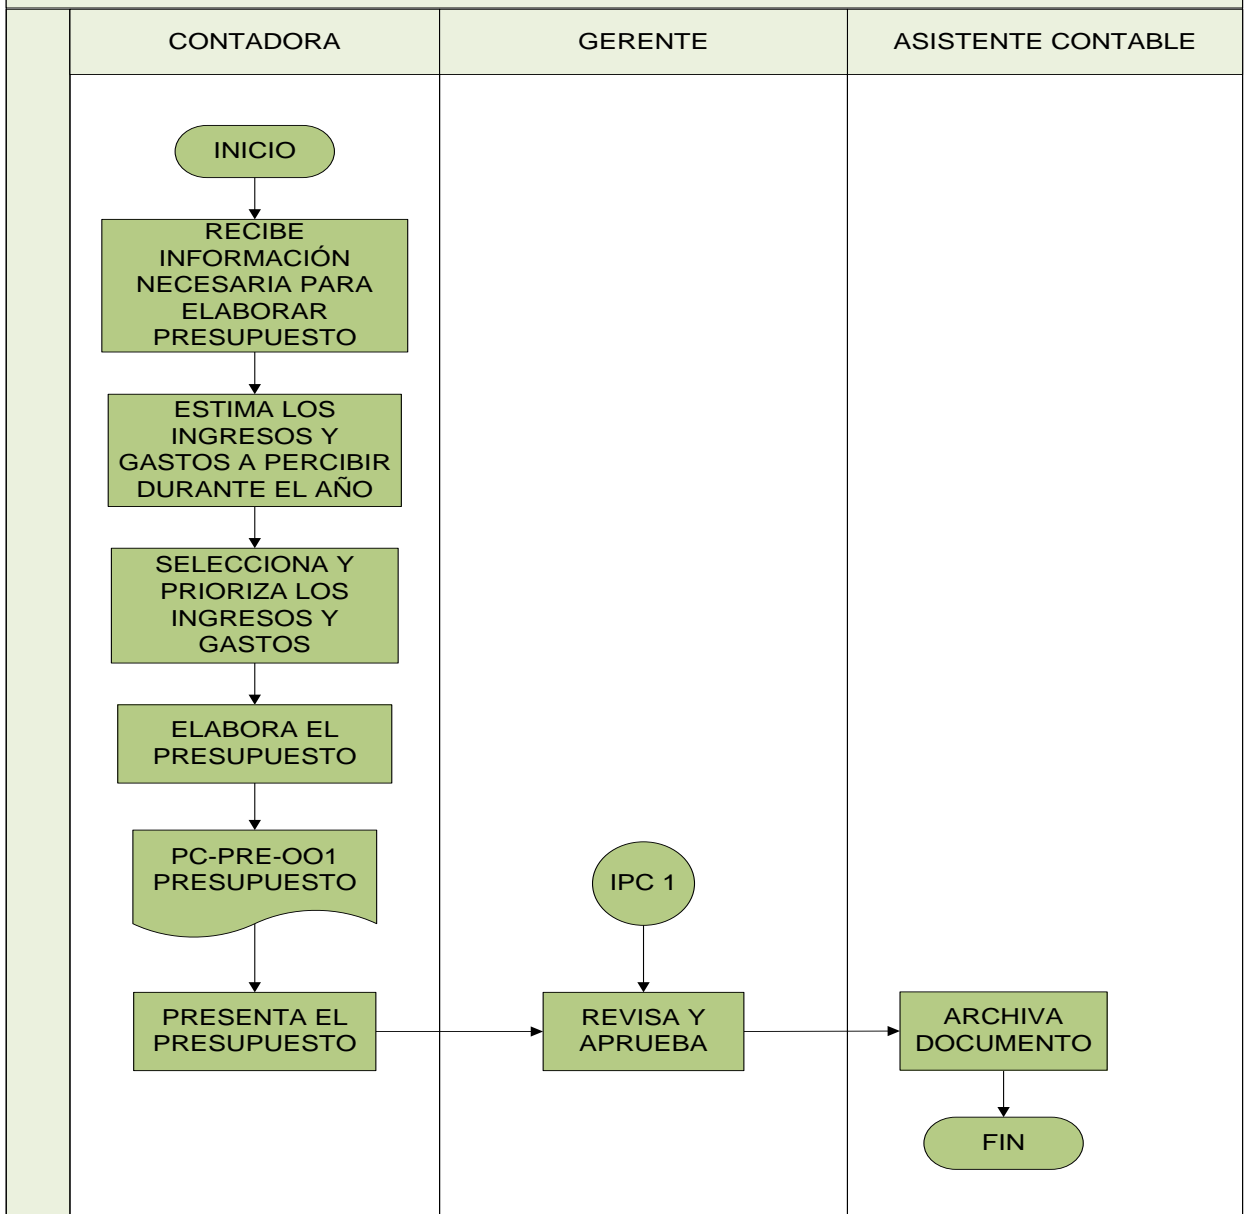 CONTADORA
GERENTE
ASISTENTE CONTABLE
INICIO
RECIBE
INFORMACIÓN
NECESARIA PARA
ELABORAR
PRESUPUESTO
ESTIMA LOS
INGRESOS Y
GASTOS A PERCIBIR
DURANTE EL AÑO
SELECCIONA Y
PRIORIZA LOS
INGRESOS Y
GASTOS
ELABORA EL
PRESUPUESTO
PC-PRE-OO1
PRESUPUESTO
PRESENTA EL
PRESUPUESTO
IPC 1
REVISA Y
APRUEBA
ARCHIVA
DOCUMENTO
FIN